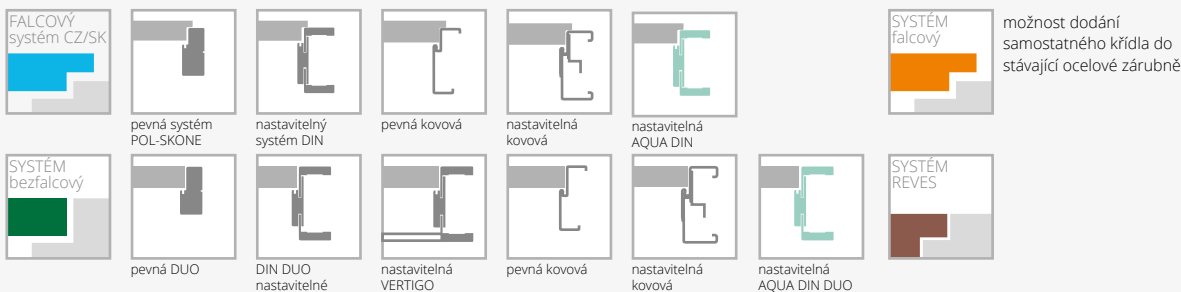 FALCOVÝ
systém CZ/SK
pevná systém
POL-SKONE
nastavitelný
systém DIN
pevná kovová
nastavitelná
kovová
nastavitelná
AQUA DIN
SYSTÉM
falcový
možnost dodání
samostatného křídla do
stávající ocelové zárubně
SYSTÉM
bezfalcový
pevná DUO
DIN DUO
nastavitelné
nastavitelná
VERTIGO
pevná kovová
nastavitelná
kovová
nastavitelná
AQUA DIN DUO
SYSTÉM
REVES